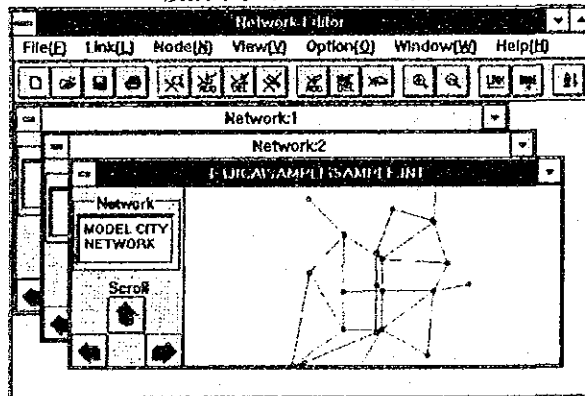 Network Editor
File(F) Link(L) Node(N) View(V) Option(O) Window(W) Help(H)
Network:1
Network:2
Network
MODEL CITY
NETWORK
Scroll